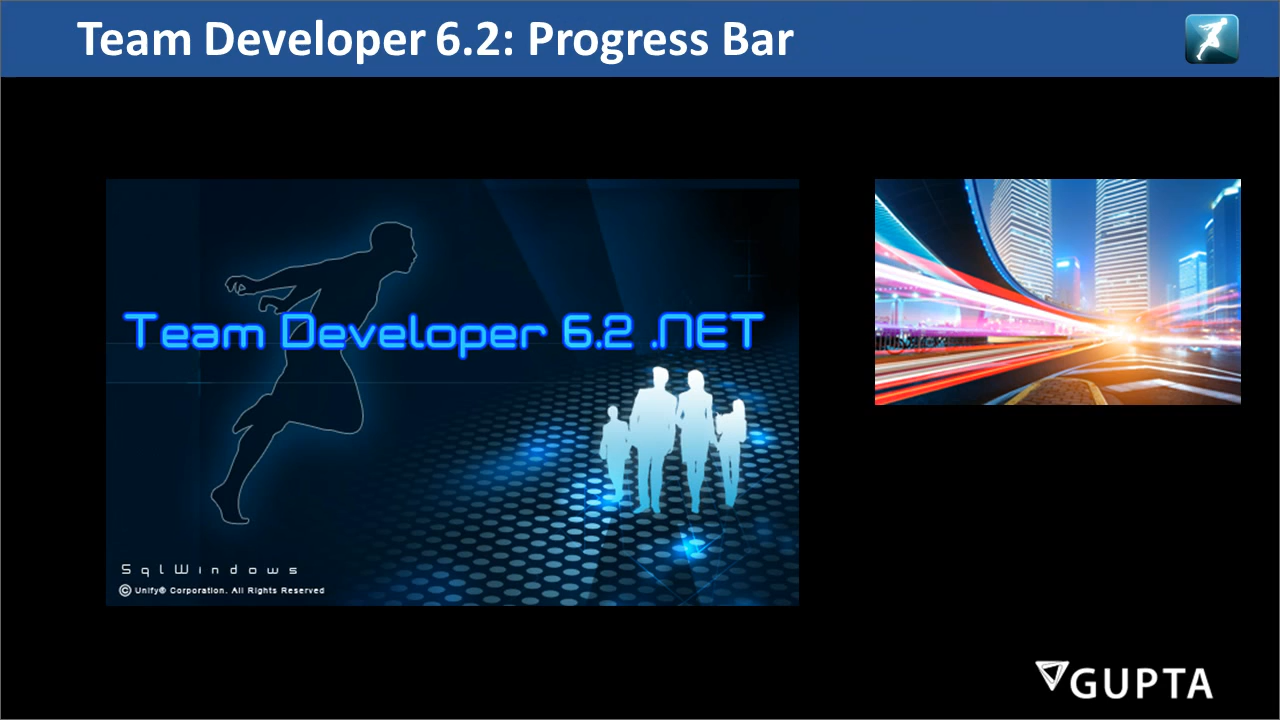 Team Developer 6.2: Progress Bar
Team Developer 6.2 .NET
SqlWindows
© Unify® Corporation. All Rights Reserved
GUPTA